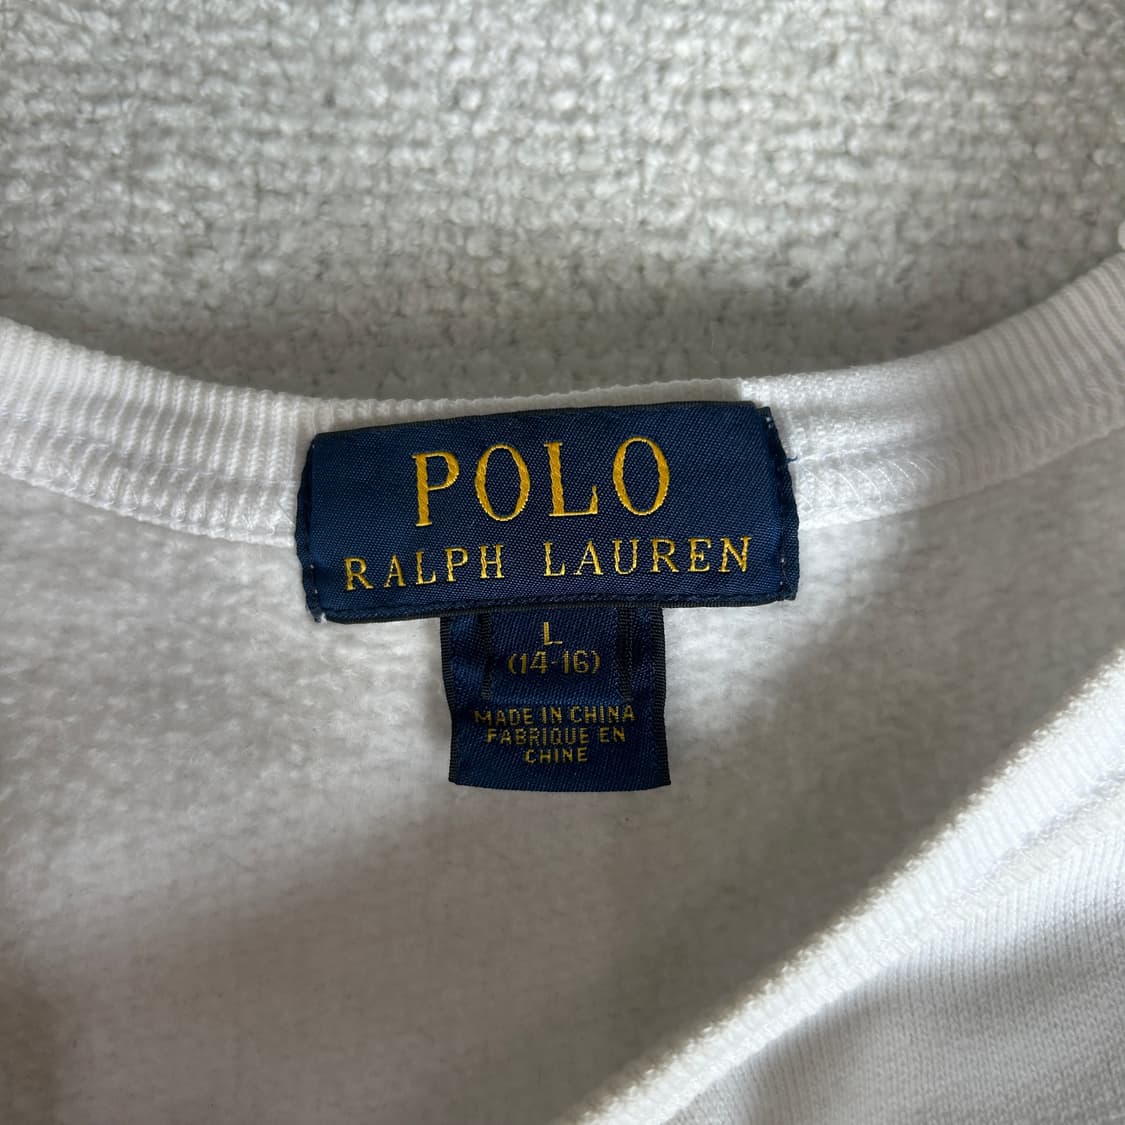 POLO
RALPH LAUREN
L
(14-16)
MADE IN CHINA
FABRIQUE EN
CHINE